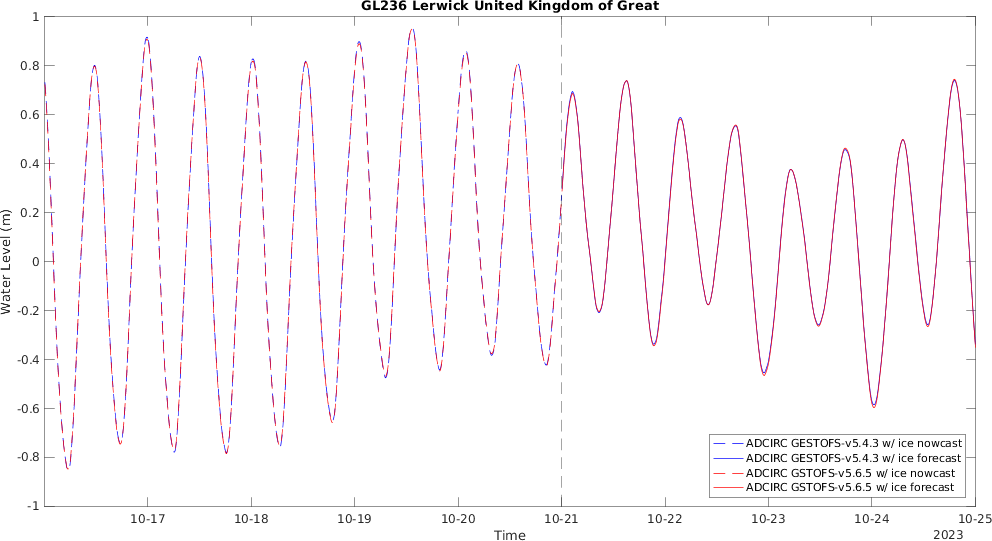 GL236 Lerwick United Kingdom of Great
1
0.8
0.6
0.4
0.2
0
-0.2
-0.4
-0.6
-0.8
-1
Water Level (m)
10-17 10-18 10-19 10-20 10-21 10-22 10-23 10-24 10-25
Time
2023
ADCIRC GESTOFS-v5.4.3 w/ ice nowcast
ADCIRC GESTOFS-v5.4.3 w/ ice forecast
ADCIRC GSTOFS-v5.6.5 w/ ice nowcast
ADCIRC GSTOFS-v5.6.5 w/ ice forecast